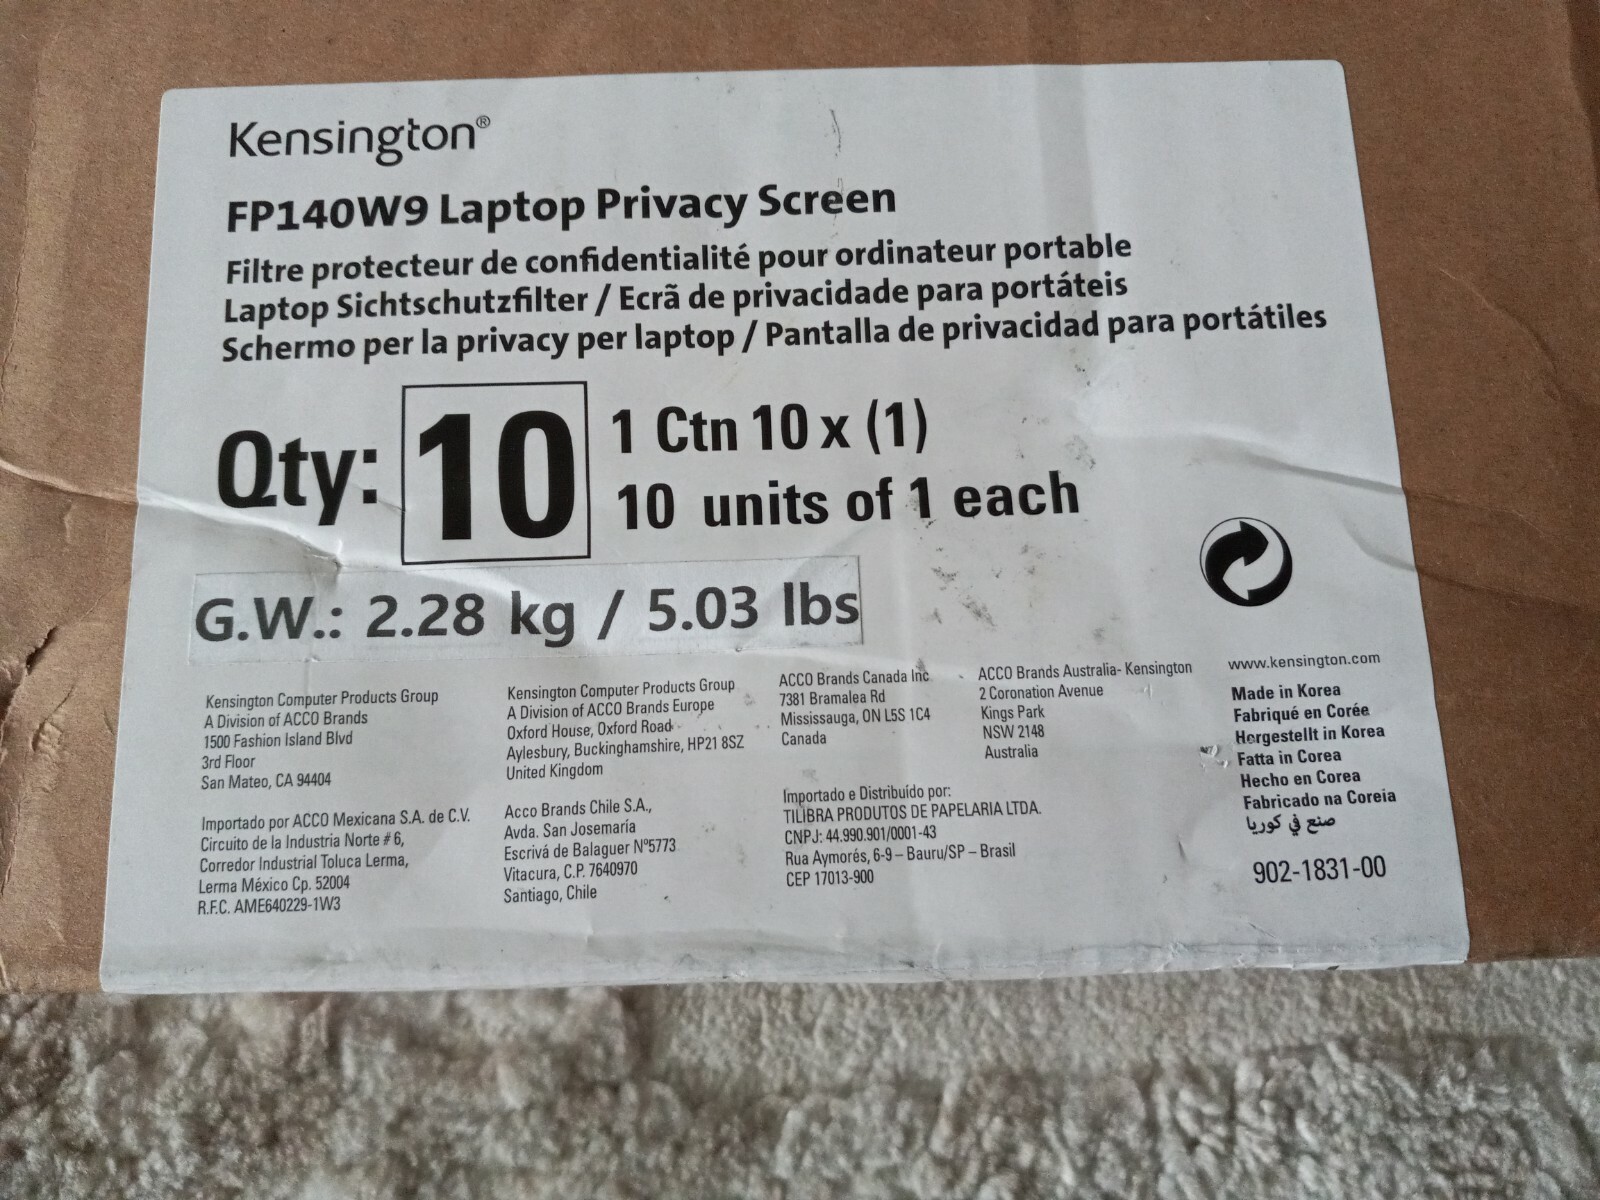 Kensington®
FP140W9 Laptop Privacy Screen
Filtre protecteur de confidentialité pour ordinateur portable
Laptop Sichtschutzfilter / Ecrã de privacidade para portáteis
Schermo per la privacy per laptop / Pantalla de privacidad para portátiles
Qty: 10
1 Ctn 10 x (1)
10 units of 1 each
G.W.: 2.28 kg / 5.03 lbs
Kensington Computer Products Group
A Division of ACCO Brands
1500 Fashion Island Blvd
3rd Floor
San Mateo, CA 94404
Kensington Computer Products Group
A Division of ACCO Brands Europe
Oxford House, Oxford Road
Aylesbury, Buckinghamshire, HP21 8SZ
United Kingdom
ACCO Brands Canada Inc
7381 Bramalea Rd
Mississauga, ON L5S 1C4
Canada
ACCO Brands Australia- Kensington
2 Coronation Avenue
Kings Park
NSW 2148
Australia
Importado por ACCO Mexicana S.A. de C.V.
Circuito de la Industria Norte # 6,
Corredor Industrial Toluca Lerma,
Lerma México Cp. 52004
R.F.C. AME640229-1W3
Acco Brands Chile S.A.,
Avda. San Josemaría
Escrivá de Balaguer Nº5773
Vitacura, C.P. 7640970
Santiago, Chile
Importado e Distribuído por:
TILIBRA PRODUTOS DE PAPELARIA LTDA.
CNPJ: 44.990.901/0001-43
Rua Aymorés, 6-9 – Bauru/SP – Brasil
CEP 17013-900
www.kensington.com
Made in Korea
Fabriqué en Corée
Hergestellt in Korea
Fatta in Corea
Hecho en Corea
Fabricado na Coreia
صنع في كوريا
902-1831-00